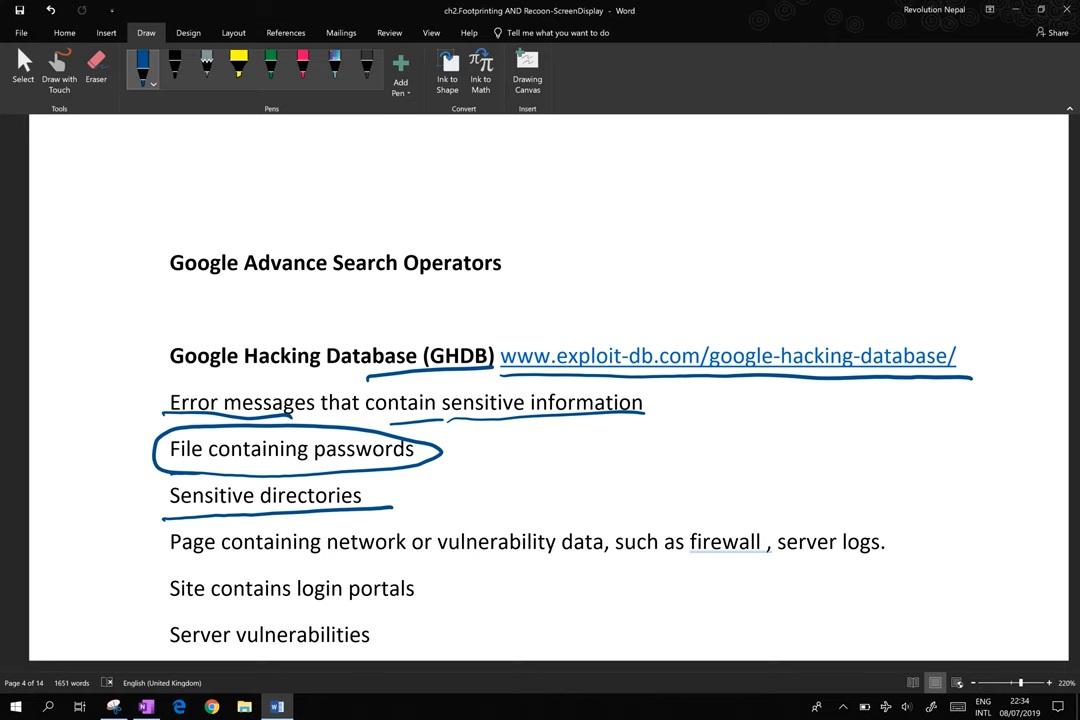 ch2.Footprinting AND Recoon-ScreenDisplay - Word
Revolution Nepal
File Home Insert Draw Design Layout References Mailings Review View Help Tell me what you want to do Share
Select
Draw with Touch
Eraser
Add Pen
Ink to Shape
Ink to Math
Drawing Canvas
Tools Pens Convert Insert
Google Advance Search Operators
Google Hacking Database (GHDB) www.exploit-db.com/google-hacking-database/
Error messages that contain sensitive information
File containing passwords
Sensitive directories
Page containing network or vulnerability data, such as firewall , server logs.
Site contains login portals
Server vulnerabilities
Page 4 of 14 1651 words English (United Kingdom) 220%
ENG 22:34
INTL 08/07/2019